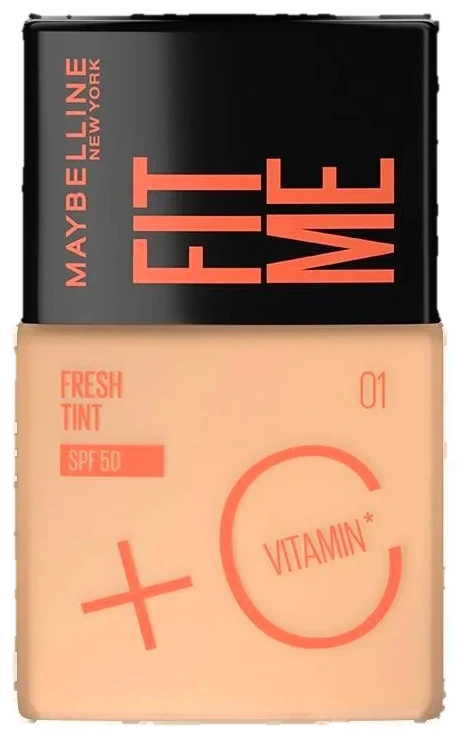 MAYBELLINE
NEW YORK
FIT
ME
FRESH
TINT
01
SPF 50
+ C
VITAMIN*